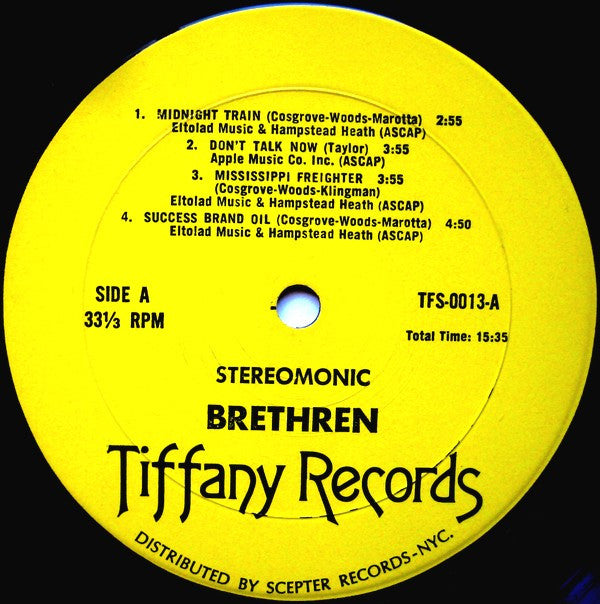 1. MIDNIGHT TRAIN (Cosgrove-Woods-Marotta) 2:55
Eltolad Music & Hampstead Heath (ASCAP)
2. DON'T TALK NOW (Taylor) 3:55
Apple Music Co. Inc. (ASCAP)
3. MISSISSIPPI FREIGHTER 3:55
(Cosgrove-Woods-Klingman)
Eltolad Music & Hampstead Heath (ASCAP)
4. SUCCESS BRAND OIL (Cosgrove-Woods-Marotta) 4:50
Eltolad Music & Hampstead Heath (ASCAP)
SIDE A
33⅓ RPM
TFS-0013-A
Total Time: 15:35
STEREOMONIC
BRETHREN
Tiffany Records
DISTRIBUTED BY SCEPTER RECORDS-NYC.